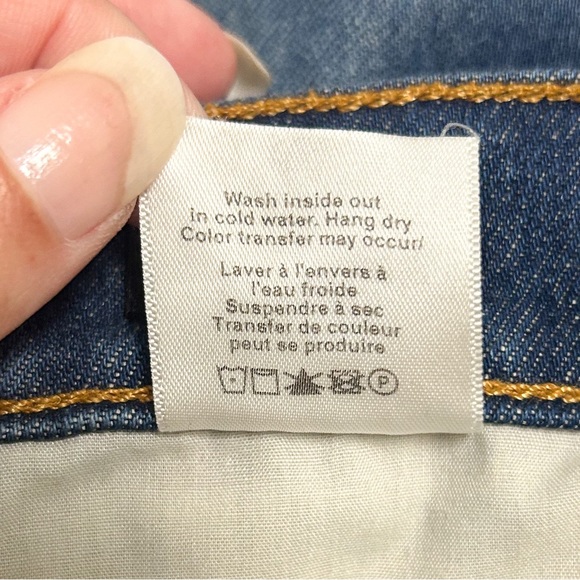 Wash inside out
in cold water. Hang dry
Color transfer may occur/
Laver à l'envers à
l'eau froide
Suspendre à sec
Transfer de couleur
peut se produire
P